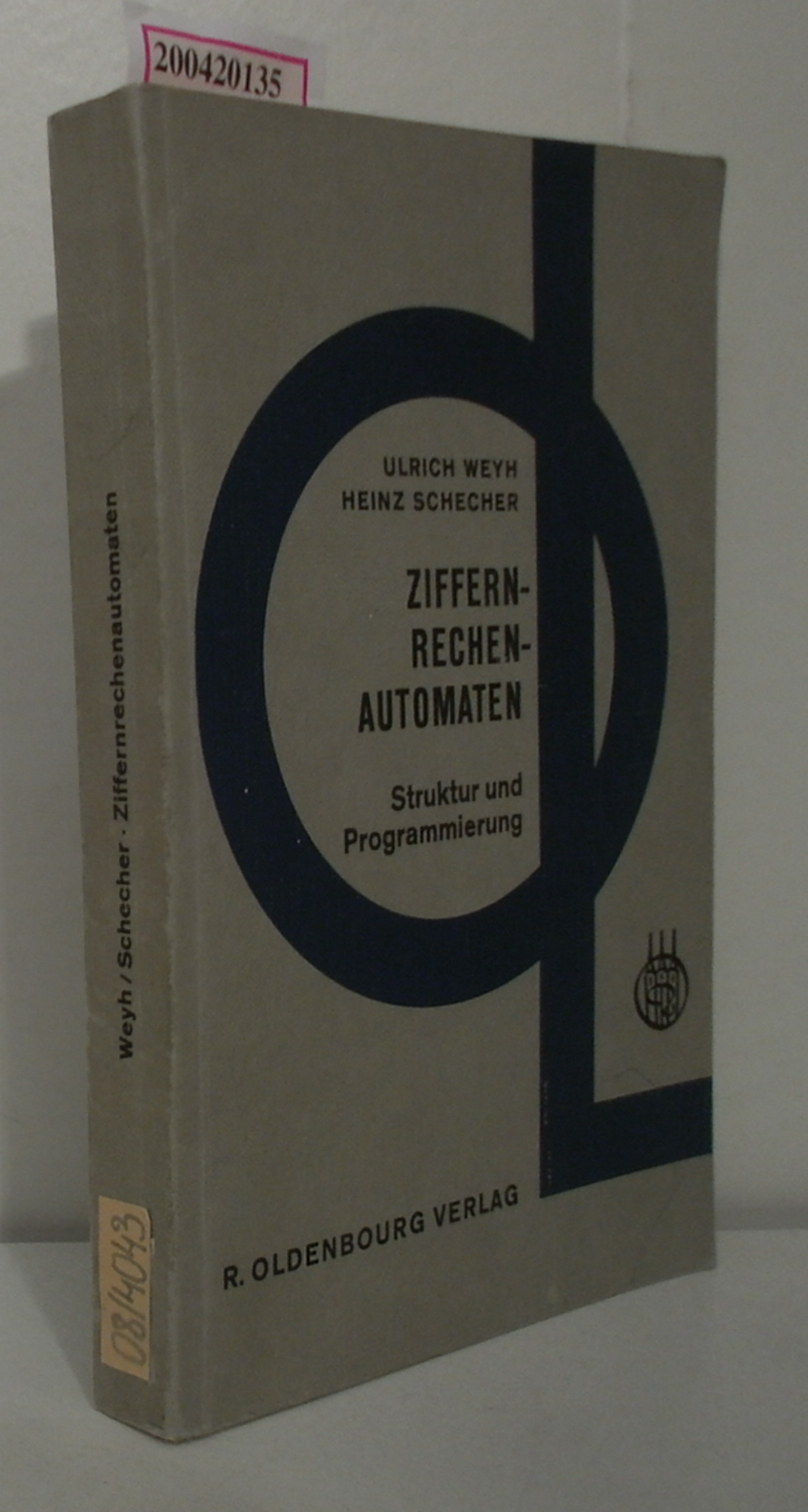 200420135
ULRICH WEYH
HEINZ SCHECHER
ZIFFERN-
RECHEN-
AUTOMATEN
Struktur und
Programmierung
R. OLDENBOURG VERLAG
Weyh / Schecher · Ziffernrechenautomaten
08/4043